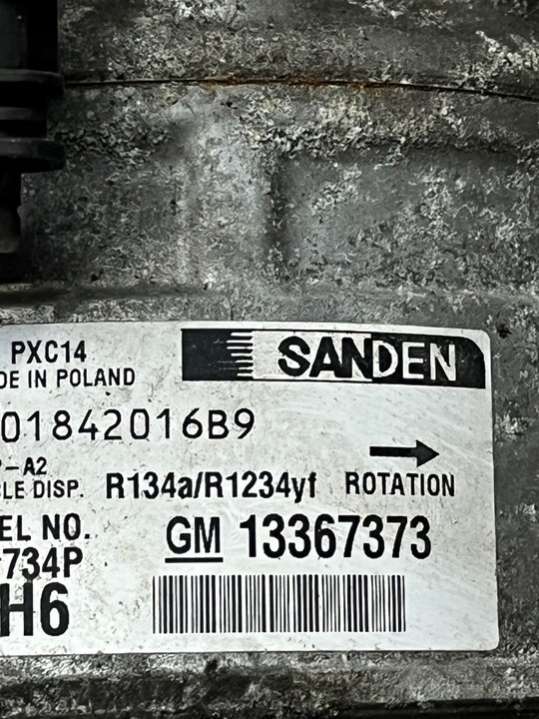 PXC14
SANDEN
DE IN POLAND
01842016B9
P-A2
LE DISP. R134a/R1234yf ROTATION
EL NO.
734P
GM 13367373
H6